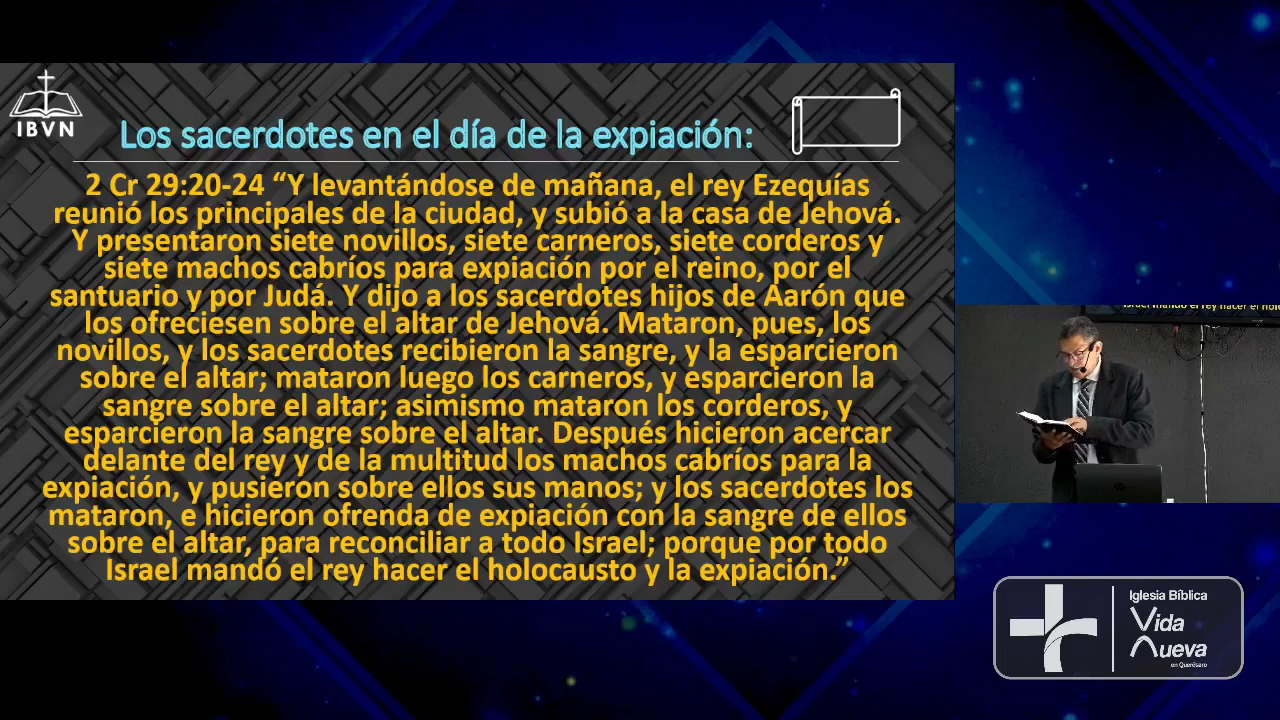 IBVN
Los sacerdotes en el día de la expiación:
2 Cr 29:20-24 “Y levantándose de mañana, el rey Ezequías
reunió los principales de la ciudad, y subió a la casa de Jehová.
Y presentaron siete novillos, siete carneros, siete corderos y
siete machos cabríos para expiación por el reino, por el
santuario y por Judá. Y dijo a los sacerdotes hijos de Aarón que
los ofreciesen sobre el altar de Jehová. Mataron, pues, los
novillos, y los sacerdotes recibieron la sangre, y la esparcieron
sobre el altar; mataron luego los carneros, y esparcieron la
sangre sobre el altar; asimismo mataron los corderos, y
esparcieron la sangre sobre el altar. Después hicieron acercar
delante del rey y de la multitud los machos cabríos para la
expiación, y pusieron sobre ellos sus manos; y los sacerdotes los
mataron, e hicieron ofrenda de expiación con la sangre de ellos
sobre el altar, para reconciliar a todo Israel; porque por todo
Israel mandó el rey hacer el holocausto y la expiación.”
mandó el rey hacer el
Iglesia Bíblica
Vida
Nueva
en Querétaro